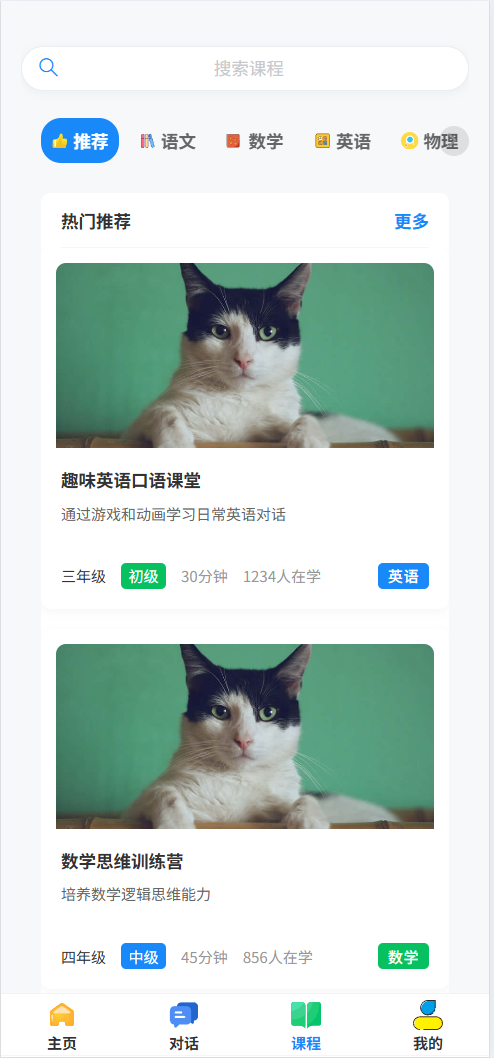 搜索课程
推荐 语文 数学 英语 物理
热门推荐 更多
趣味英语口语课堂
通过游戏和动画学习日常英语对话
三年级 初级 30分钟 1234人在学 英语
数学思维训练营
培养数学逻辑思维能力
四年级 中级 45分钟 856人在学 数学
主页 对话 课程 我的